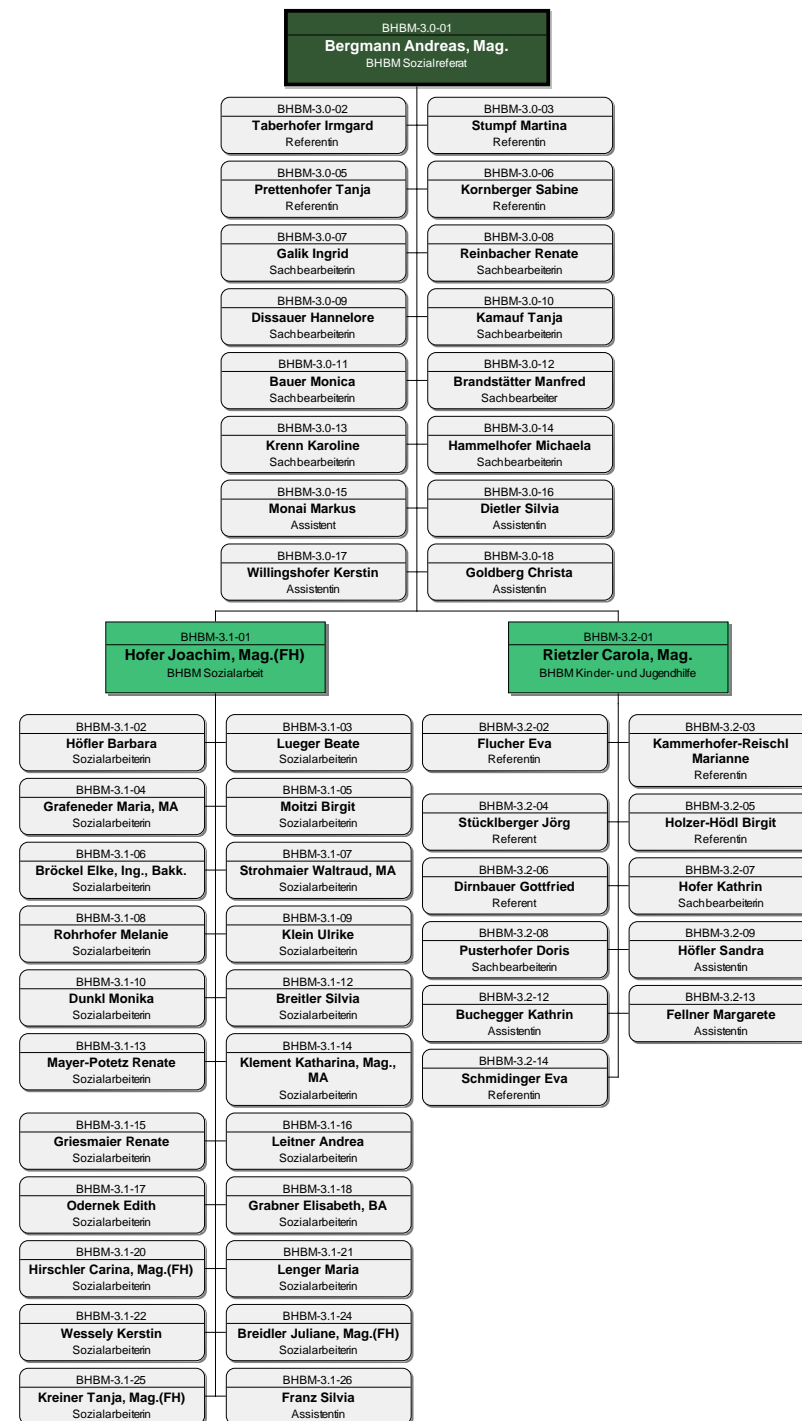 BHBM-3.0-01
Bergmann Andreas, Mag.
BHBM Sozialreferat
BHBM-3.0-02
Taberhofer Irmgard
Referentin
BHBM-3.0-03
Stumpf Martina
Referentin
BHBM-3.0-05
Prettenhofer Tanja
Referentin
BHBM-3.0-06
Kornberger Sabine
Referentin
BHBM-3.0-07
Galik Ingrid
Sachbearbeiterin
BHBM-3.0-08
Reinbacher Renate
Sachbearbeiterin
BHBM-3.0-09
Dissauer Hannelore
Sachbearbeiterin
BHBM-3.0-10
Kamauf Tanja
Sachbearbeiterin
BHBM-3.0-11
Bauer Monica
Sachbearbeiterin
BHBM-3.0-12
Brandstätter Manfred
Sachbearbeiter
BHBM-3.0-13
Krenn Karoline
Sachbearbeiterin
BHBM-3.0-14
Hammelhofer Michaela
Sachbearbeiterin
BHBM-3.0-15
Monai Markus
Assistent
BHBM-3.0-16
Dietler Silvia
Assistentin
BHBM-3.0-17
Willingshofer Kerstin
Assistentin
BHBM-3.0-18
Goldberg Christa
Assistentin
BHBM-3.1-01
Hofer Joachim, Mag.(FH)
BHBM Sozialarbeit
BHBM-3.1-02
Höfler Barbara
Sozialarbeiterin
BHBM-3.1-03
Lueger Beate
Sozialarbeiterin
BHBM-3.1-04
Grafeneder Maria, MA
Sozialarbeiterin
BHBM-3.1-05
Moitzi Birgit
Sozialarbeiterin
BHBM-3.1-06
Bröckel Elke, Ing., Bakk.
Sozialarbeiterin
BHBM-3.1-07
Strohmaier Waltraud, MA
Sozialarbeiterin
BHBM-3.1-08
Rohrhofer Melanie
Sozialarbeiterin
BHBM-3.1-09
Klein Ulrike
Sozialarbeiterin
BHBM-3.1-10
Dunkl Monika
Sozialarbeiterin
BHBM-3.1-12
Breitler Silvia
Sozialarbeiterin
BHBM-3.1-13
Mayer-Potetz Renate
Sozialarbeiterin
BHBM-3.1-14
Klement Katharina, Mag.,
MA
Sozialarbeiterin
BHBM-3.1-15
Griesmaier Renate
Sozialarbeiterin
BHBM-3.1-16
Leitner Andrea
Sozialarbeiterin
BHBM-3.1-17
Odernek Edith
Sozialarbeiterin
BHBM-3.1-18
Grabner Elisabeth, BA
Sozialarbeiterin
BHBM-3.1-20
Hirschler Carina, Mag.(FH)
Sozialarbeiterin
BHBM-3.1-21
Lenger Maria
Sozialarbeiterin
BHBM-3.1-22
Wessely Kerstin
Sozialarbeiterin
BHBM-3.1-24
Breidler Juliane, Mag.(FH)
Sozialarbeiterin
BHBM-3.1-25
Kreiner Tanja, Mag.(FH)
Sozialarbeiterin
BHBM-3.1-26
Franz Silvia
Assistentin
BHBM-3.2-01
Rietzler Carola, Mag.
BHBM Kinder- und Jugendhilfe
BHBM-3.2-02
Flucher Eva
Referentin
BHBM-3.2-03
Kammerhofer-Reischl
Marianne
Referentin
BHBM-3.2-04
Stücklberger Jörg
Referent
BHBM-3.2-05
Holzer-Hödl Birgit
Referentin
BHBM-3.2-06
Dirnbauer Gottfried
Referent
BHBM-3.2-07
Hofer Kathrin
Sachbearbeiterin
BHBM-3.2-08
Pusterhofer Doris
Sachbearbeiterin
BHBM-3.2-09
Höfler Sandra
Assistentin
BHBM-3.2-12
Buchegger Kathrin
Assistentin
BHBM-3.2-13
Fellner Margarete
Assistentin
BHBM-3.2-14
Schmidinger Eva
Referentin